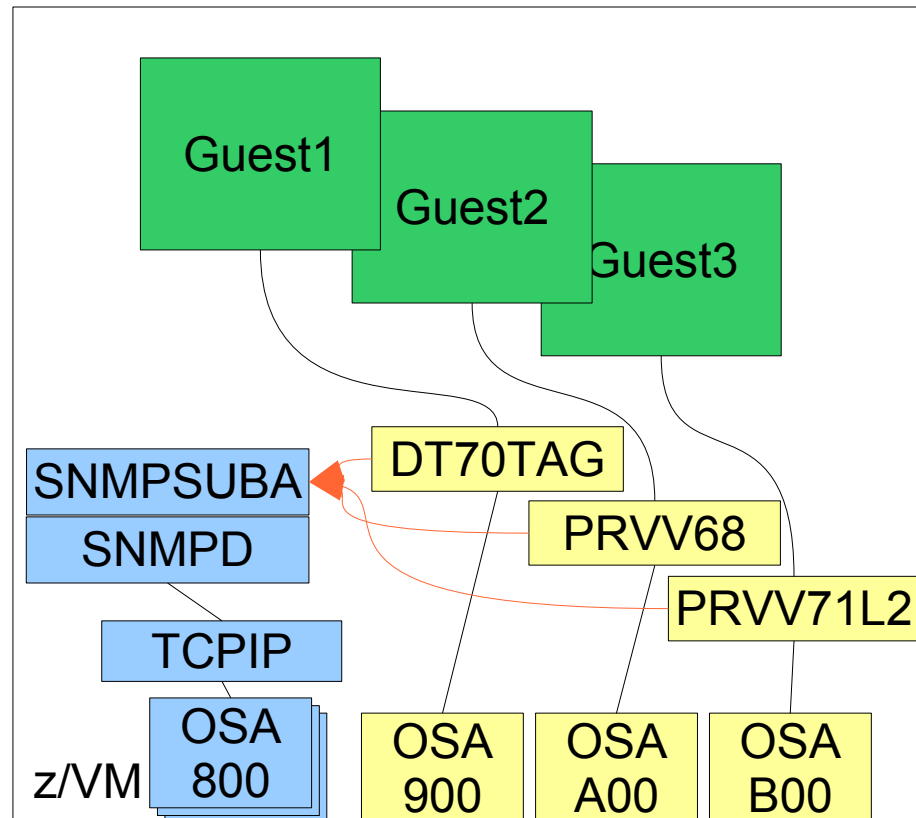 Guest1
Guest2
Guest3
DT70TAG
SNMPSUBA
SNMPD
PRVV68
PRVV71L2
TCPIP
OSA
800
z/VM
OSA
900
OSA
A00
OSA
B00